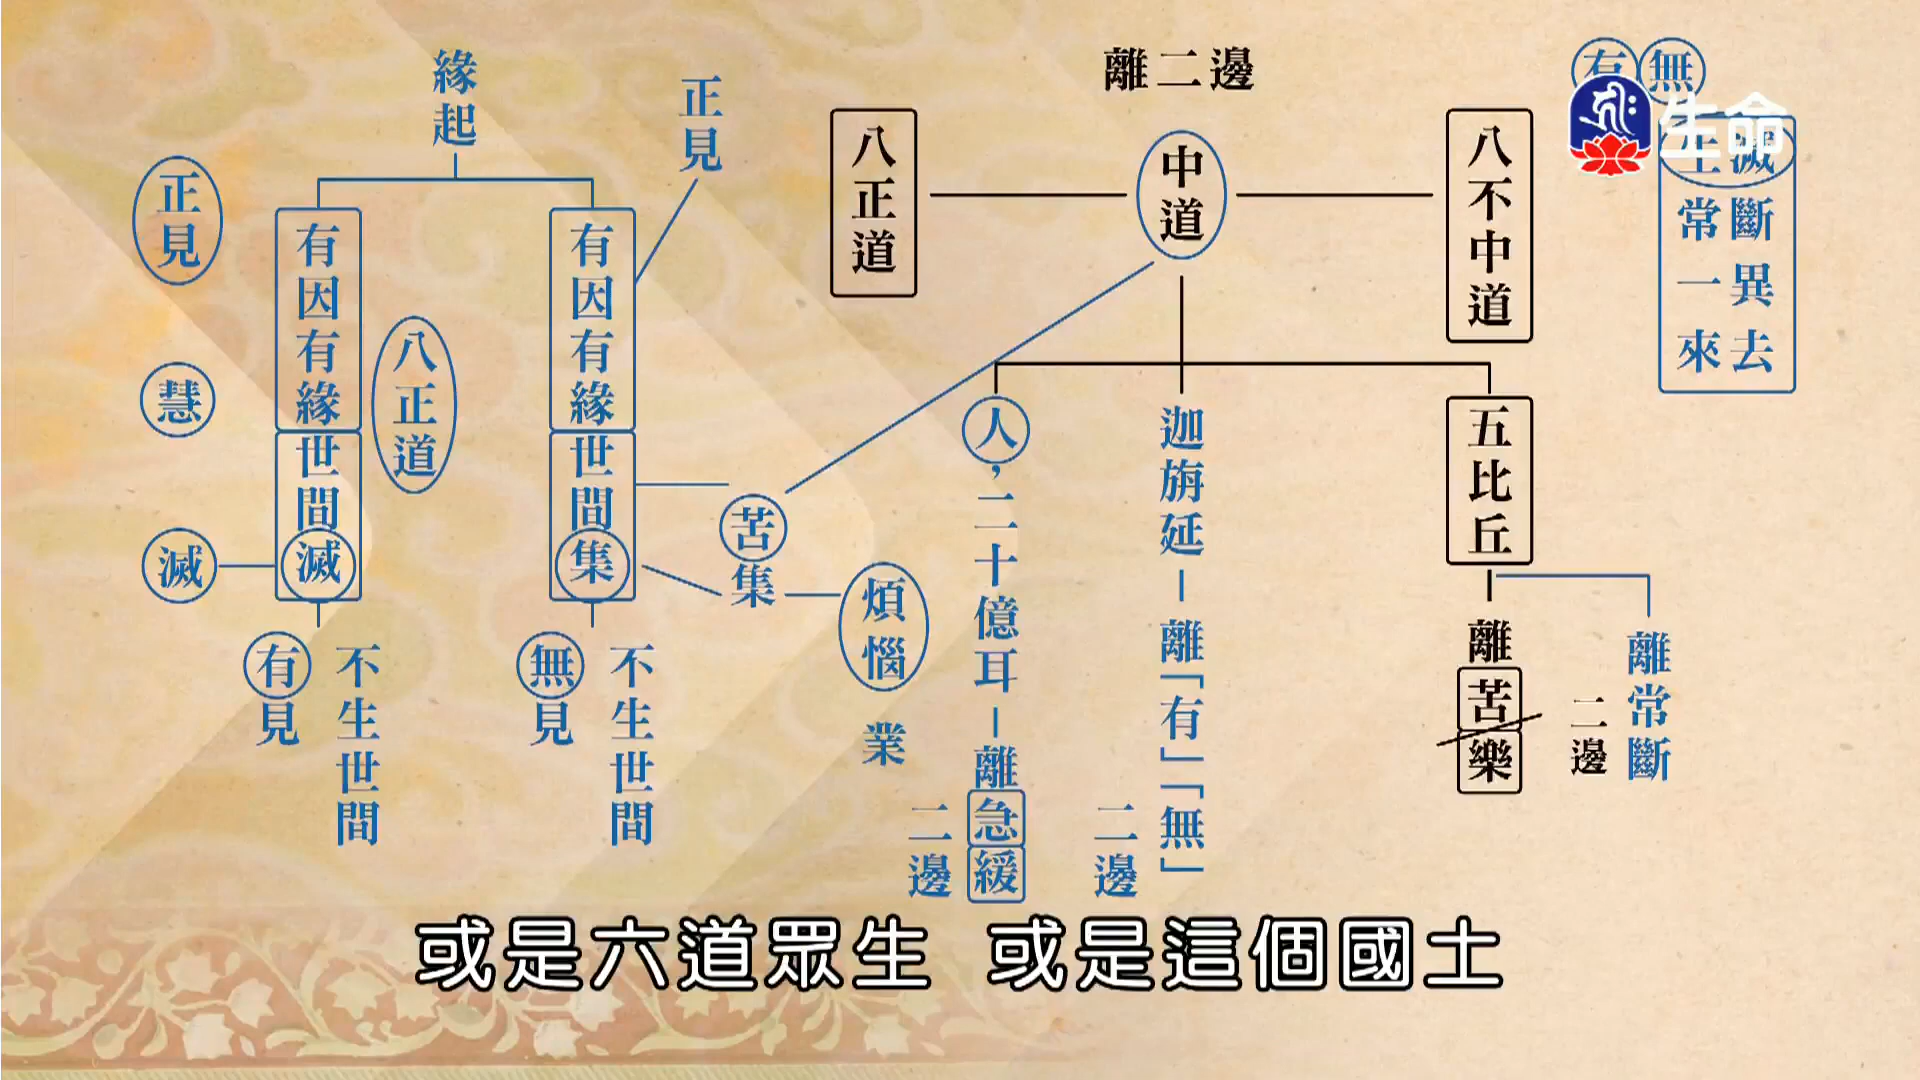 離二邊
有無
生命
生滅
常斷
一異
來去
八不中道
中道
八正道
五比丘
離苦樂
二邊
離常斷
迦旃延－離「有」「無」
二邊
人，二十億耳－離急緩
二邊
正見
緣起
有因有緣世間集
無見
不生世間
苦集
煩惱
業
有因有緣世間滅
有見
不生世間
八正道
正見
慧
滅
或是六道眾生 或是這個國土